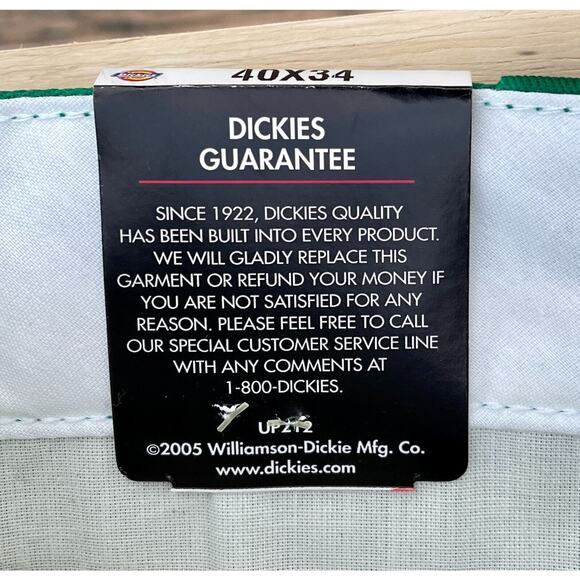 Dickies
40X34
DICKIES
GUARANTEE
SINCE 1922, DICKIES QUALITY
HAS BEEN BUILT INTO EVERY PRODUCT.
WE WILL GLADLY REPLACE THIS
GARMENT OR REFUND YOUR MONEY IF
YOU ARE NOT SATISFIED FOR ANY
REASON. PLEASE FEEL FREE TO CALL
OUR SPECIAL CUSTOMER SERVICE LINE
WITH ANY COMMENTS AT
1-800-DICKIES.
UP212
©2005 Williamson-Dickie Mfg. Co.
www.dickies.com